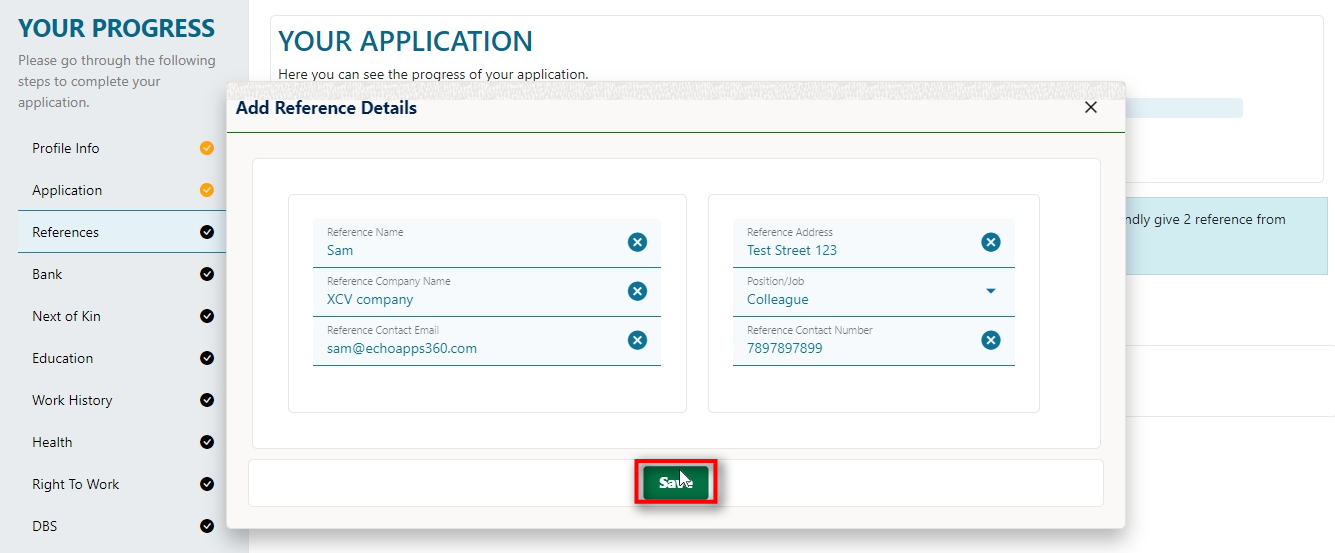 YOUR PROGRESS
Please go through the following
steps to complete your
application.
Profile Info
Application
References
Bank
Next of Kin
Education
Work History
Health
Right To Work
DBS
YOUR APPLICATION
Here you can see the progress of your application.
ndly give 2 reference from
Add Reference Details
Reference Name
Sam
Reference Company Name
XCV company
Reference Contact Email
sam@echoapps360.com
Reference Address
Test Street 123
Position/Job
Colleague
Reference Contact Number
7897897899
Save